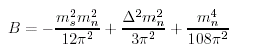 $B = -\frac{m_s^2 m_n^2}{12\pi^2} + \frac{\Delta^2 m_n^2}{3\pi^2} + \frac{m_n^4}{108\pi^2}$